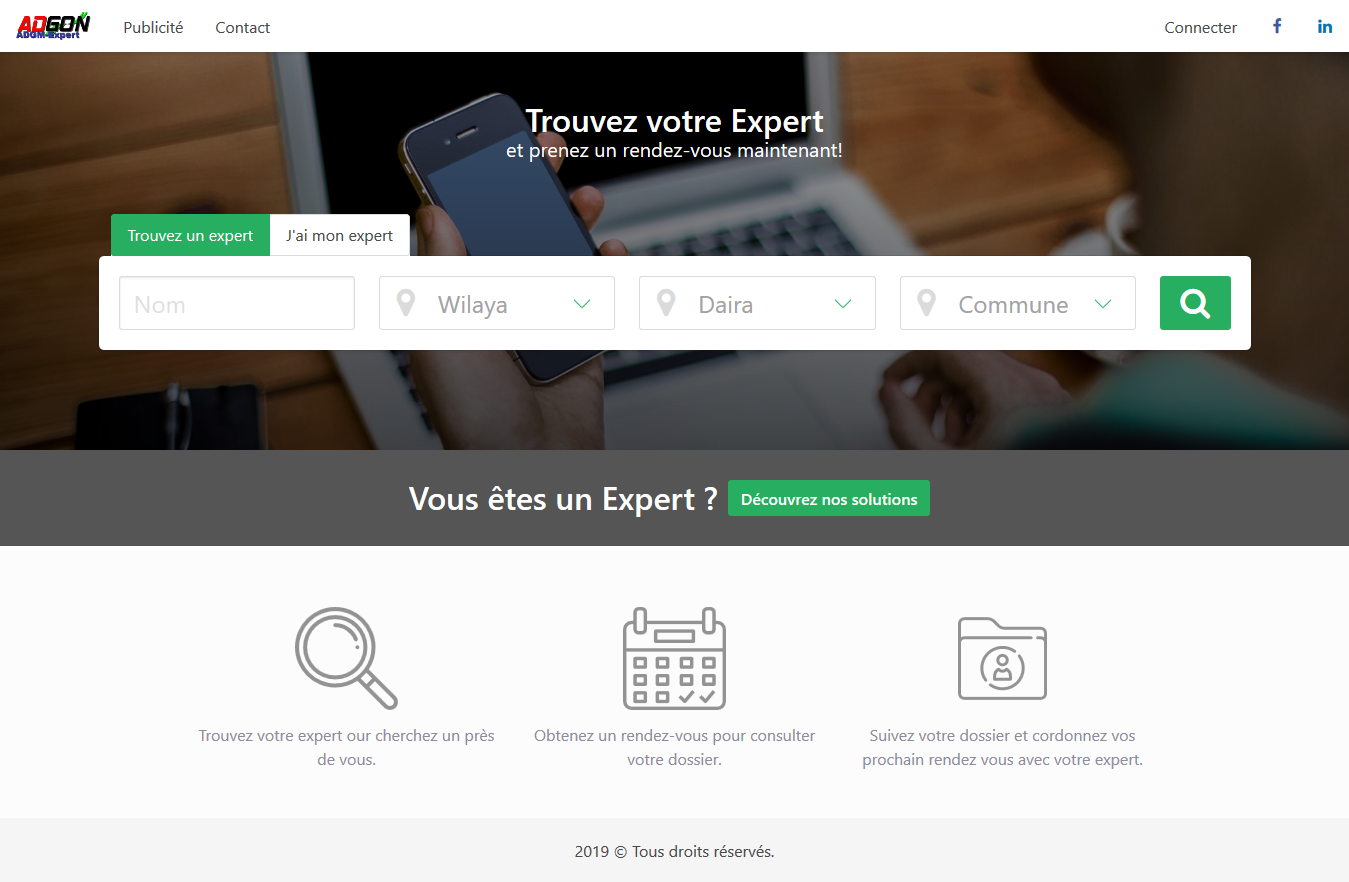 ADGON
ADGM-Expert
Publicité
Contact
Connecter
Trouvez votre Expert
et prenez un rendez-vous maintenant!
Trouvez un expert
J'ai mon expert
Nom
Wilaya
Daira
Commune
Vous êtes un Expert ?
Découvrez nos solutions
Trouvez votre expert our cherchez un près
de vous.
Obtenez un rendez-vous pour consulter
votre dossier.
Suivez votre dossier et cordonnez vos
prochain rendez vous avec votre expert.
2019 © Tous droits réservés.